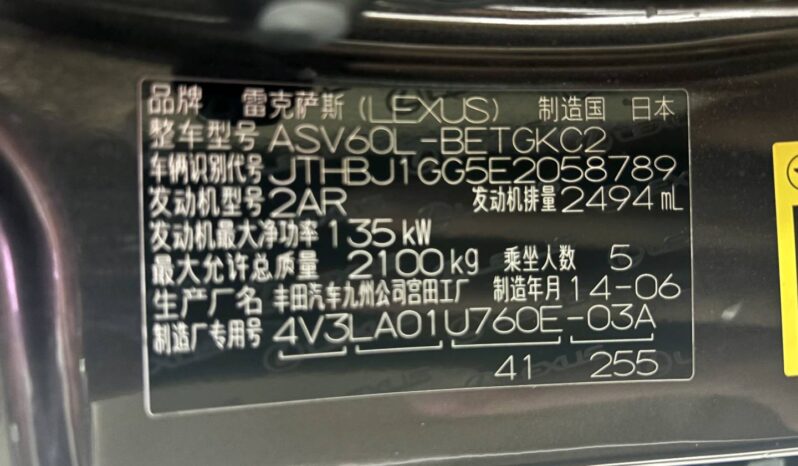 品牌 雷克萨斯(LEXUS) 制造国 日本
整车型号 ASV60L-BETGKC2
车辆识别代号 JTHBJ1GG5E2058789
发动机型号 2AR 发动机排量 2494 mL
发动机最大净功率 135 kW
最大允许总质量 2100 kg 乘坐人数 5
生产厂名 丰田汽车九州公司宫田工厂 制造年月 14-06
制造厂专用号 4V3LA01U760E-03A
41 255